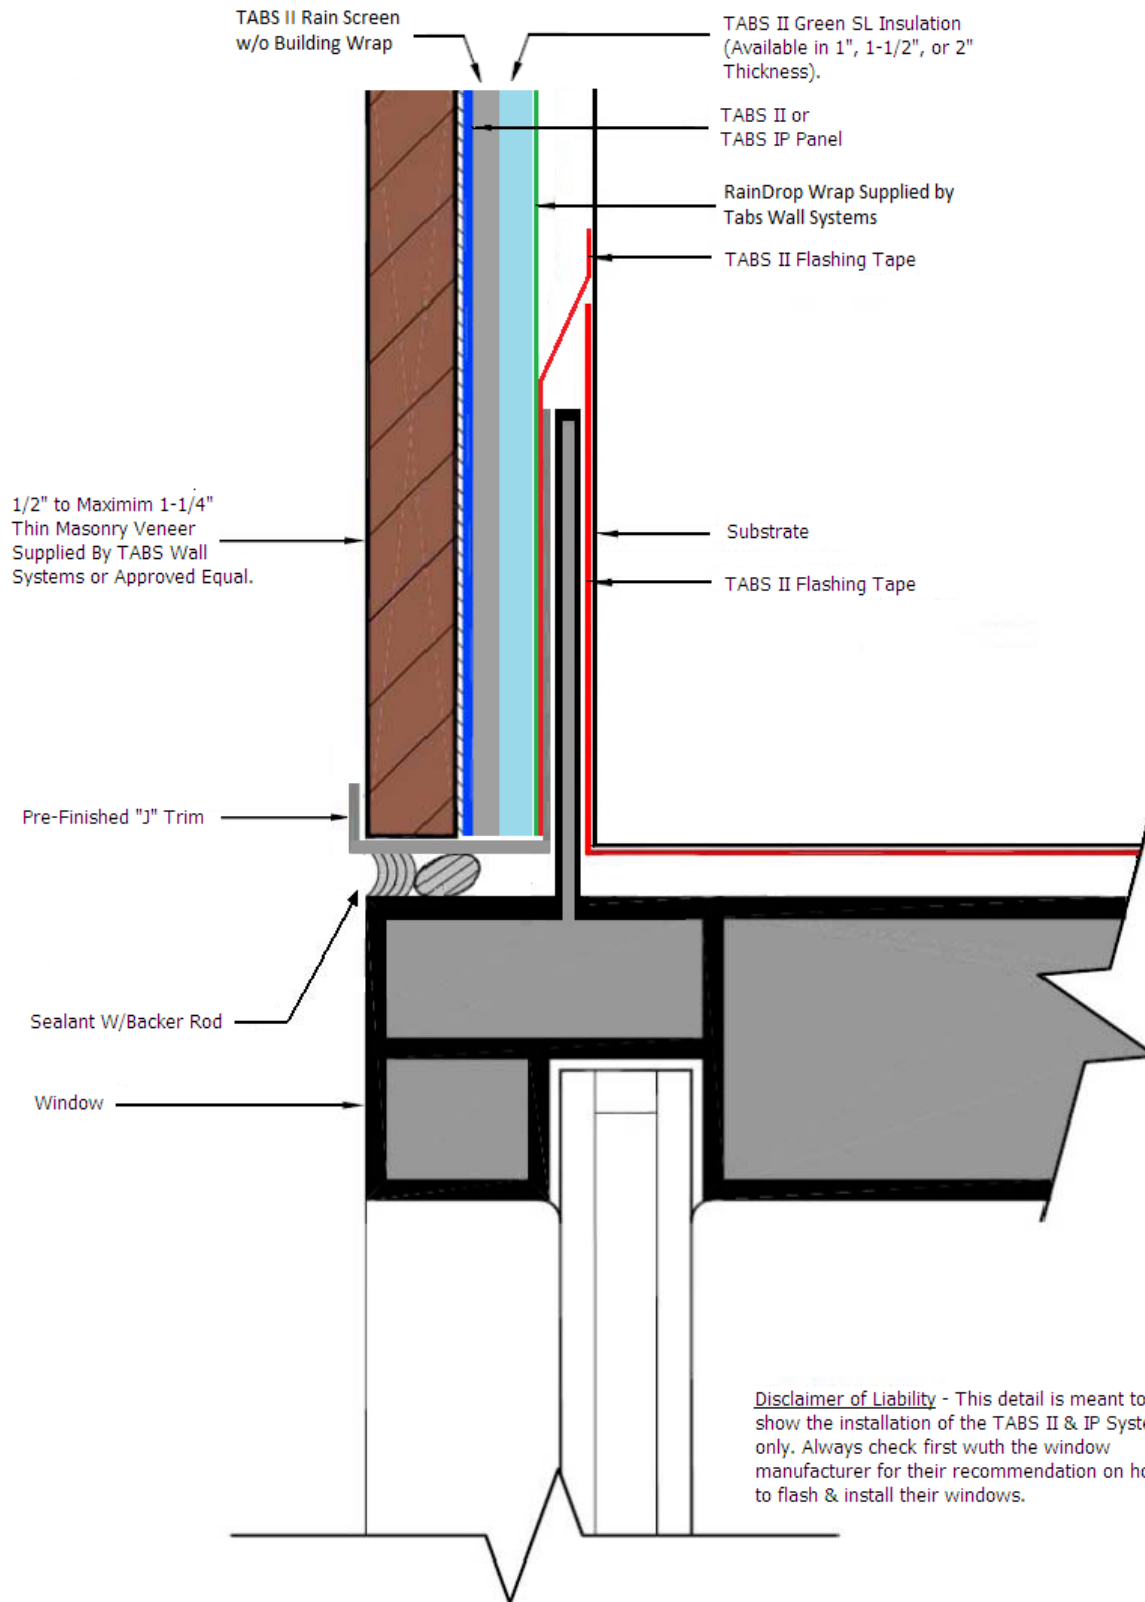 TABS II Rain Screen
w/o Building Wrap
TABS II Green SL Insulation
(Available in 1", 1-1/2", or 2"
Thickness).
TABS II or
TABS IP Panel
RainDrop Wrap Supplied by
Tabs Wall Systems
TABS II Flashing Tape
1/2" to Maximim 1-1/4"
Thin Masonry Veneer
Supplied By TABS Wall
Systems or Approved Equal.
Substrate
TABS II Flashing Tape
Pre-Finished "J" Trim
Sealant W/Backer Rod
Window
Disclaimer of Liability - This detail is meant to
show the installation of the TABS II & IP Syste
only. Always check first wuth the window
manufacturer for their recommendation on ho
to flash & install their windows.